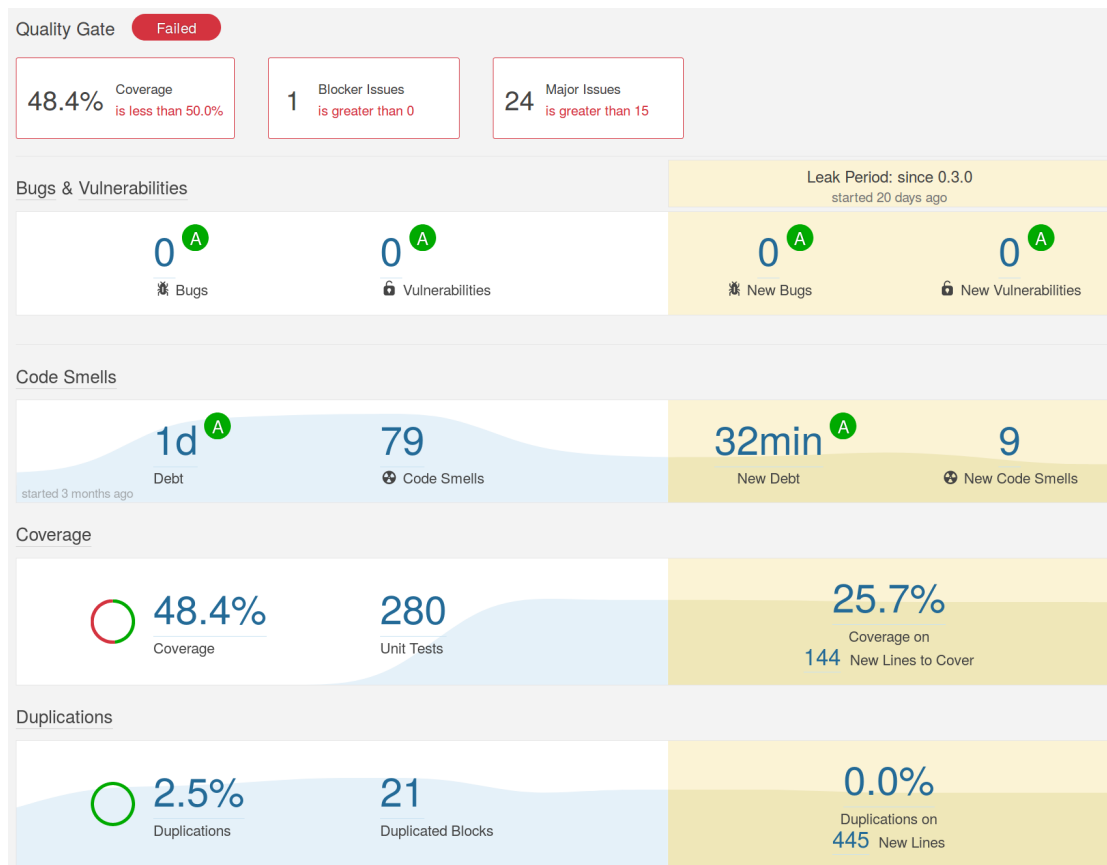 Quality Gate Failed
48.4% Coverage is less than 50.0%
1 Blocker Issues is greater than 0
24 Major Issues is greater than 15
Bugs & Vulnerabilities
Leak Period: since 0.3.0
started 20 days ago
0 A Bugs
0 A Vulnerabilities
0 A New Bugs
0 A New Vulnerabilities
Code Smells
1d A Debt
79 Code Smells
32min A New Debt
9 New Code Smells
started 3 months ago
Coverage
48.4% Coverage
280 Unit Tests
25.7%
Coverage on
144 New Lines to Cover
Duplications
2.5% Duplications
21 Duplicated Blocks
0.0%
Duplications on
445 New Lines